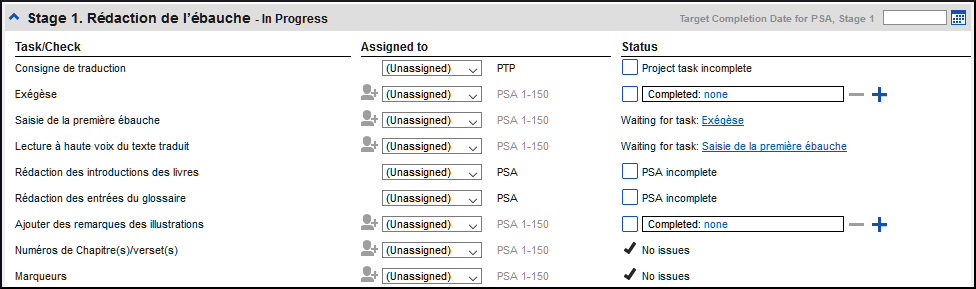 Stage 1. Rédaction de l'ébauche - In Progress Target Completion Date for PSA, Stage 1
Task/Check Assigned to Status
Consigne de traduction (Unassigned) PTP Project task incomplete
Exégèse (Unassigned) PSA 1-150 Completed: none
Saisie de la première ébauche (Unassigned) PSA 1-150 Waiting for task: Exégèse
Lecture à haute voix du texte traduit (Unassigned) PSA 1-150 Waiting for task: Saisie de la première ébauche
Rédaction des introductions des livres (Unassigned) PSA PSA incomplete
Rédaction des entrées du glossaire (Unassigned) PSA PSA incomplete
Ajouter des remarques des illustrations (Unassigned) PSA 1-150 Completed: none
Numéros de Chapitre(s)/verset(s) (Unassigned) PSA 1-150 No issues
Marqueurs (Unassigned) PSA 1-150 No issues